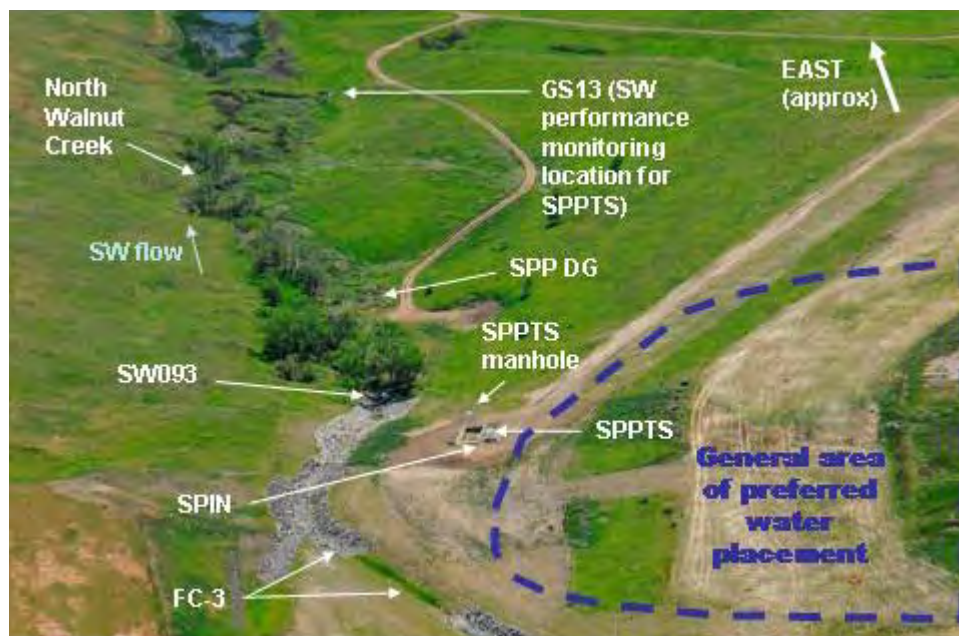 North
Walnut
Creek
GS13 (SW
performance
monitoring
location for
SPPTS)
EAST
(approx)
SW flow
SPP DG
SPPTS
manhole
SW093
SPPTS
General area
of preferred
water
placement
SPIN
FC-3